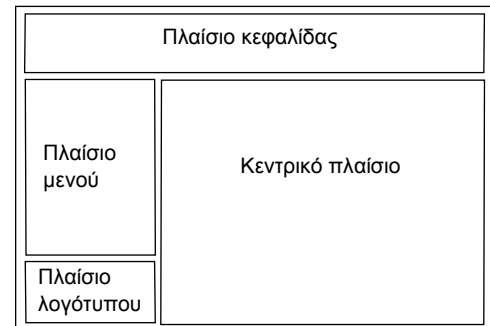 Πλαίσιο κεφαλίδας
Πλαίσιο
μενού
Κεντρικό πλαίσιο
Πλαίσιο
λογότυπου